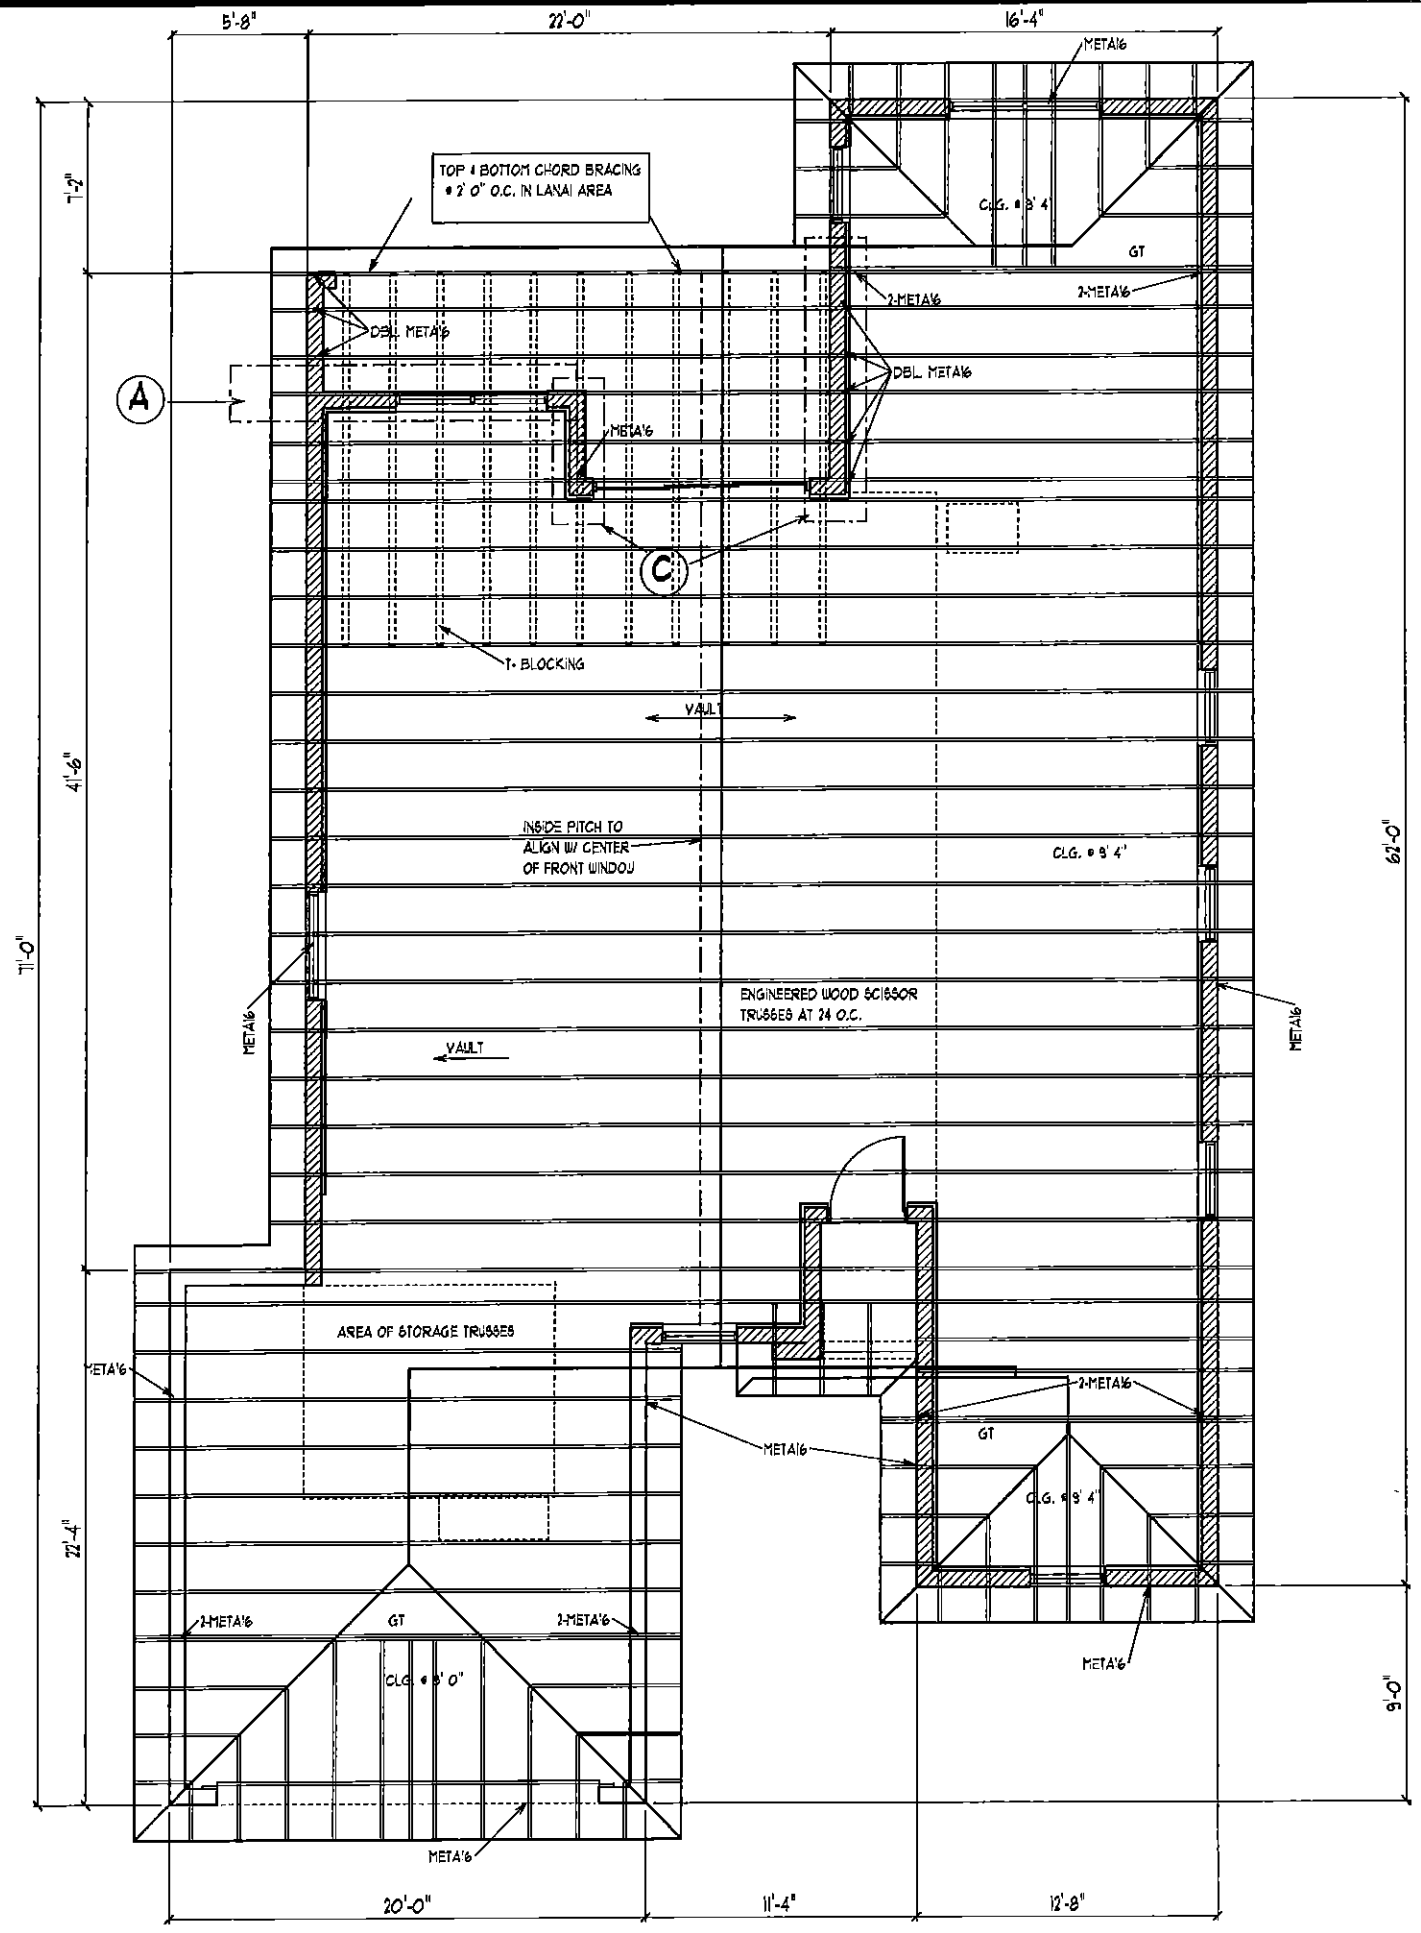 5'-8"
22'-0"
16'-4"
META16
7'-2"
TOP & BOTTOM CHORD BRACING
@ 2' 0" O.C. IN LANAI AREA
CLG. @ 9' 4"
GT
2-META16
2-META16
DBL. META16
DBL. META16
A
META16
C
T- BLOCKING
VAULT
41'-6"
INSIDE PITCH TO
ALIGN W/ CENTER
OF FRONT WINDOW
CLG. @ 9' 4"
62'-0"
71'-0"
ENGINEERED WOOD SCISSOR
TRUSSES AT 24 O.C.
META16
META16
VAULT
AREA OF STORAGE TRUSSES
META16
2-META16
GT
META16
CLG. @ 9' 4"
22'-4"
2-META16
GT
2-META16
META16
CLG. @ 9' 0"
9'-0"
META16
20'-0"
11'-4"
12'-8"